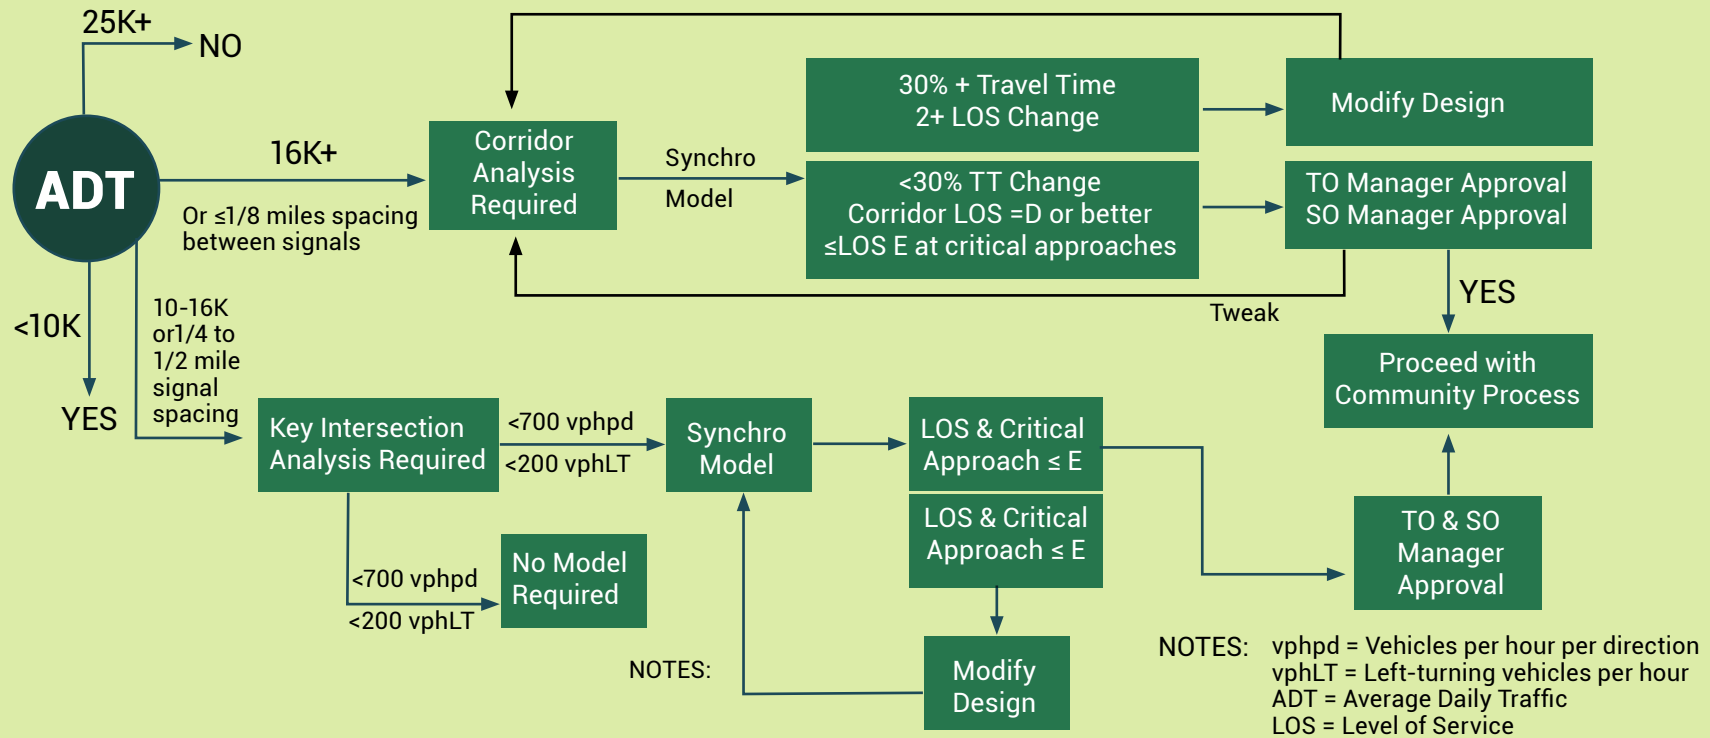 25K+
NO
ADT
16K+
Or ≤1/8 miles spacing
between signals
<10K
YES
10-16K
or1/4 to
1/2 mile
signal
spacing
Corridor
Analysis
Required
Synchro
Model
30% + Travel Time
2+ LOS Change
Modify Design
<30% TT Change
Corridor LOS =D or better
≤LOS E at critical approaches
TO Manager Approval
SO Manager Approval
Tweak
YES
Proceed with
Community Process
Key Intersection
Analysis Required
<700 vphpd
<200 vphLT
Synchro
Model
LOS & Critical
Approach ≤ E
LOS & Critical
Approach ≤ E
TO & SO
Manager
Approval
<700 vphpd
<200 vphLT
No Model
Required
Modify
Design
NOTES:
NOTES: vphpd = Vehicles per hour per direction
vphLT = Left-turning vehicles per hour
ADT = Average Daily Traffic
LOS = Level of Service